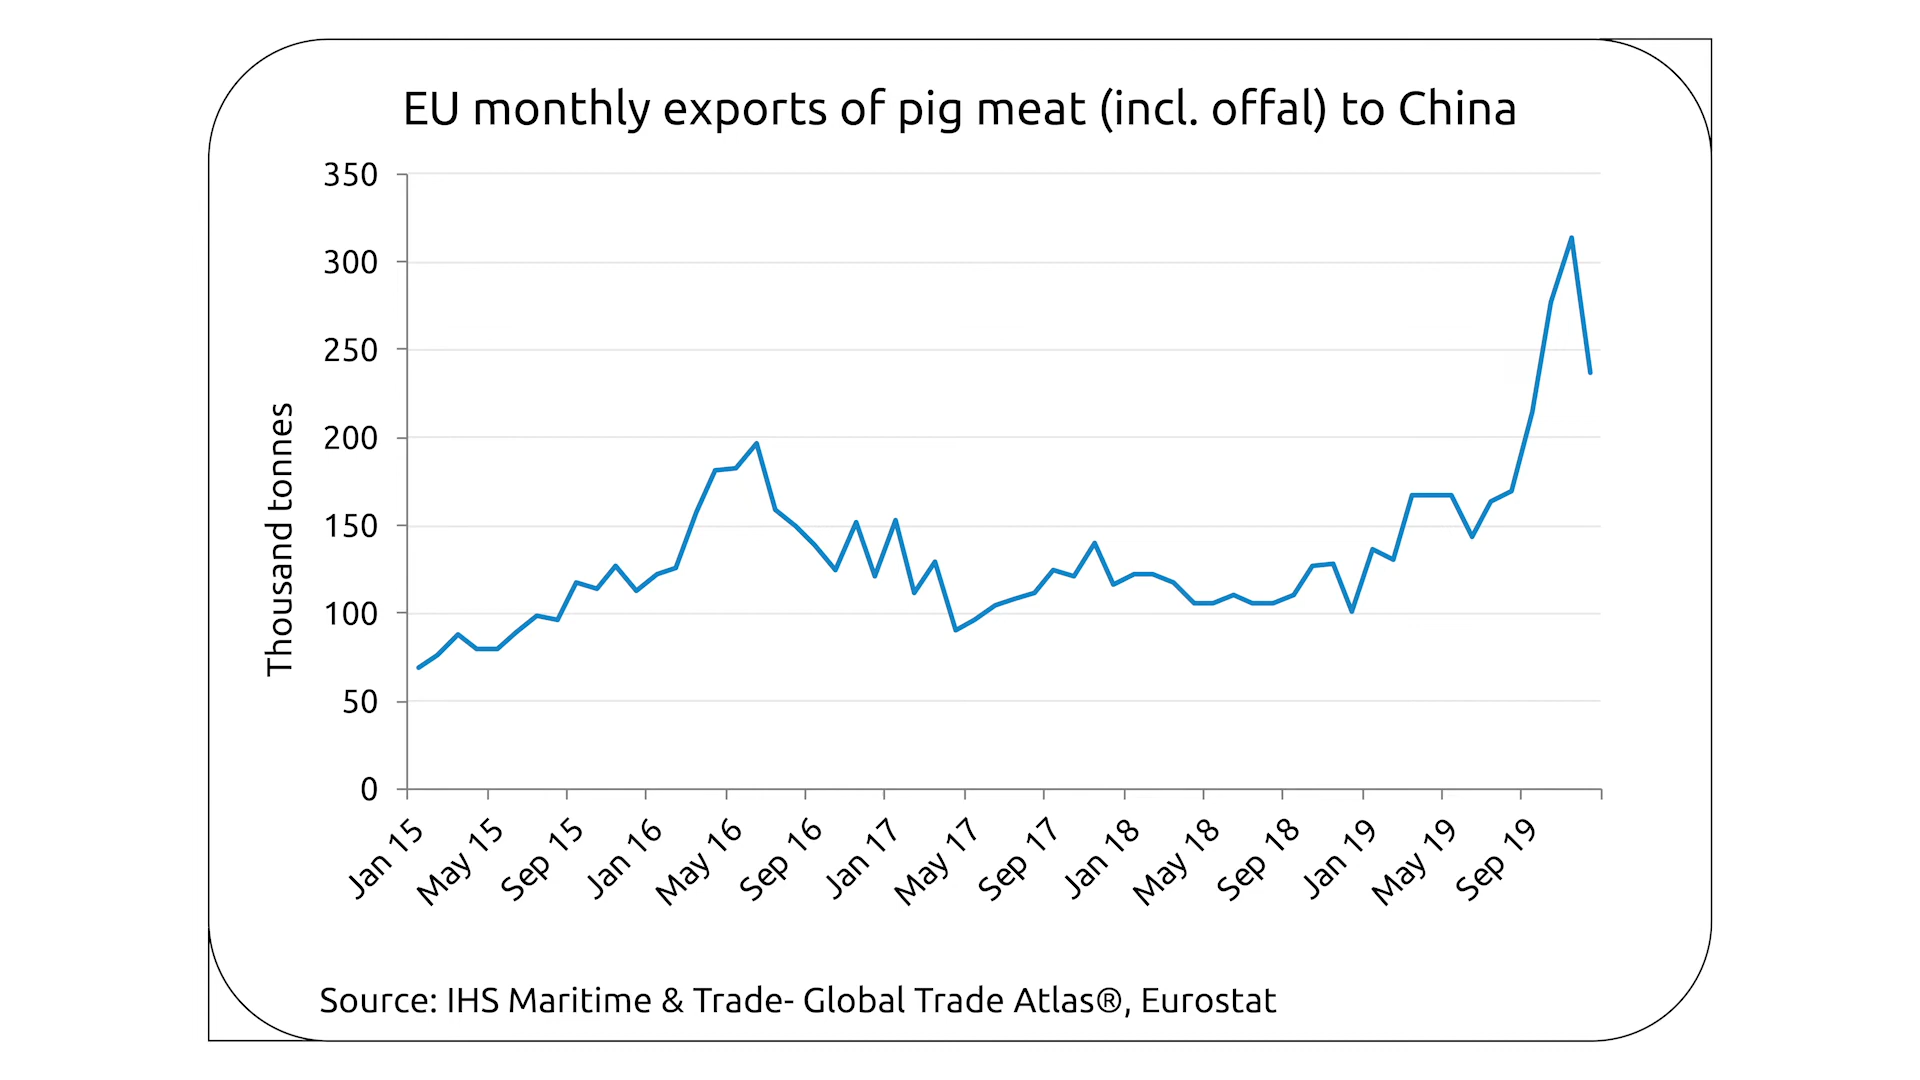 EU monthly exports of pig meat (incl. offal) to China
350
300
250
200
150
100
50
0
Thousand tonnes
Jan 15
May 15
Sep 15
Jan 16
May 16
Sep 16
Jan 17
May 17
Sep 17
Jan 18
May 18
Sep 18
Jan 19
May 19
Sep 19
Source: IHS Maritime & Trade- Global Trade Atlas®, Eurostat